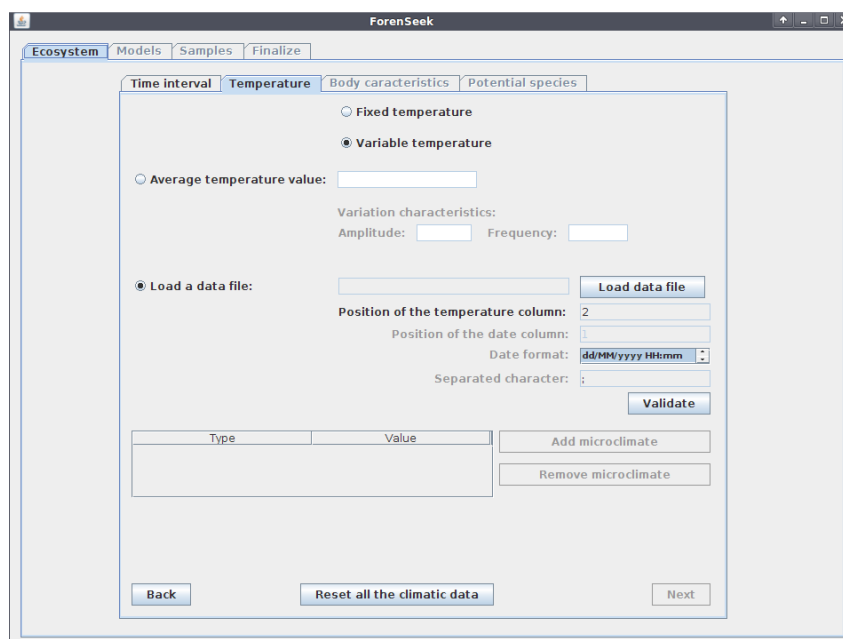 ForenSeek
Ecosystem Models Samples Finalize
Time interval Temperature Body caracteristics Potential species
Fixed temperature
Variable temperature
Average temperature value:
Variation characteristics:
Amplitude: Frequency:
Load a data file: Load data file
Position of the temperature column: 2
Position of the date column: 1
Date format: dd/MM/yyyy HH:mm
Separated character: ;
Validate
Type Value Add microclimate
Remove microclimate
Back Reset all the climatic data Next